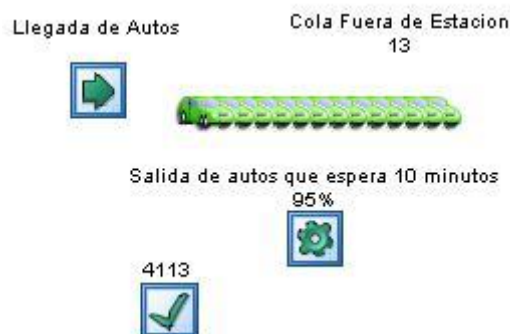 Llegada de Autos
Cola Fuera de Estacion
13
Salida de autos que espera 10 minutos
95%
4113